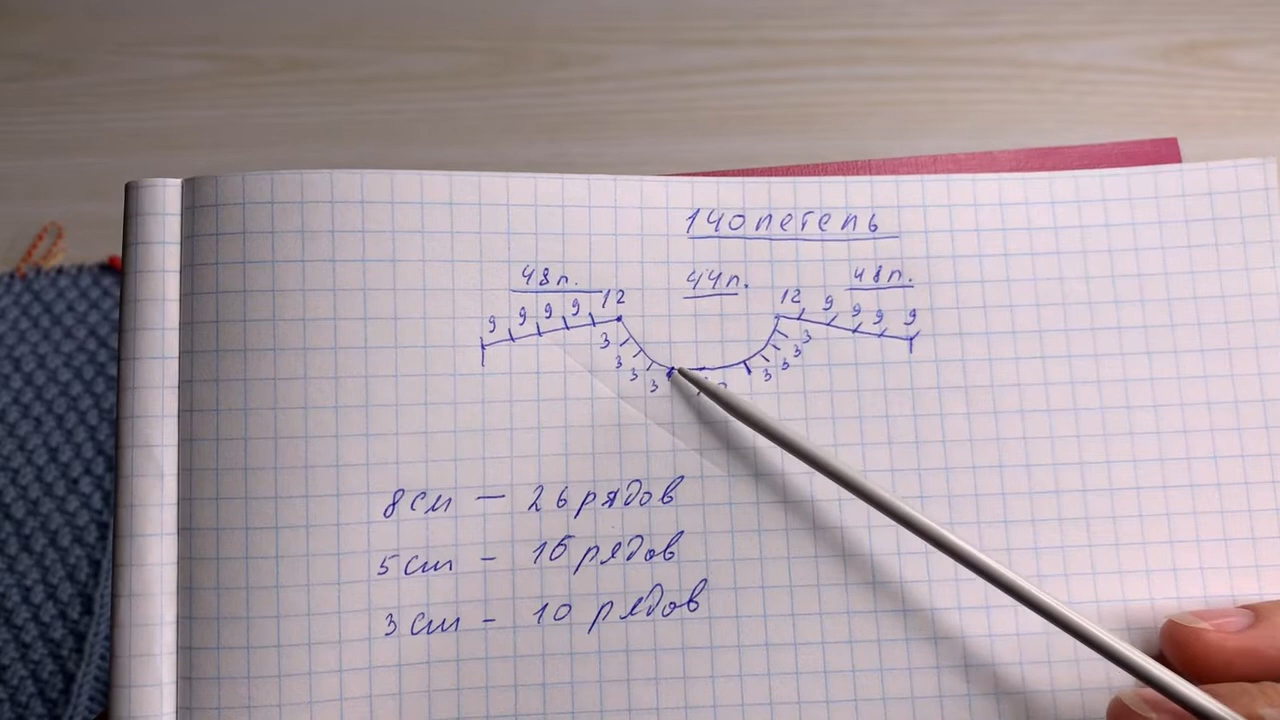 140 петель
48п. 44п. 48п.
9 9 9 9 12 12 9 9 9 9
3 3 3 3 3 3 3 3
8см — 26 рядов
5см - 16 рядов
3см - 10 рядов